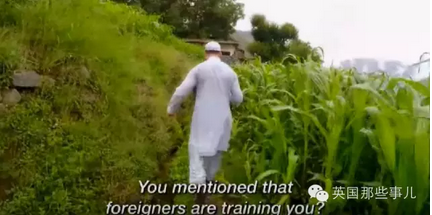 You mentioned that
foreigners are training you?
英国那些事儿